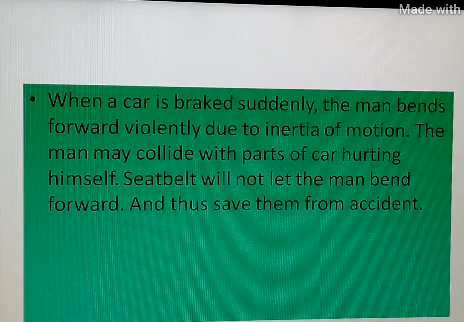 Made with
• When a car is braked suddenly, the man bends
forward violently due to inertia of motion. The
man may collide with parts of car hurting
himself. Seatbelt will not let the man bend
forward. And thus save them from accident.